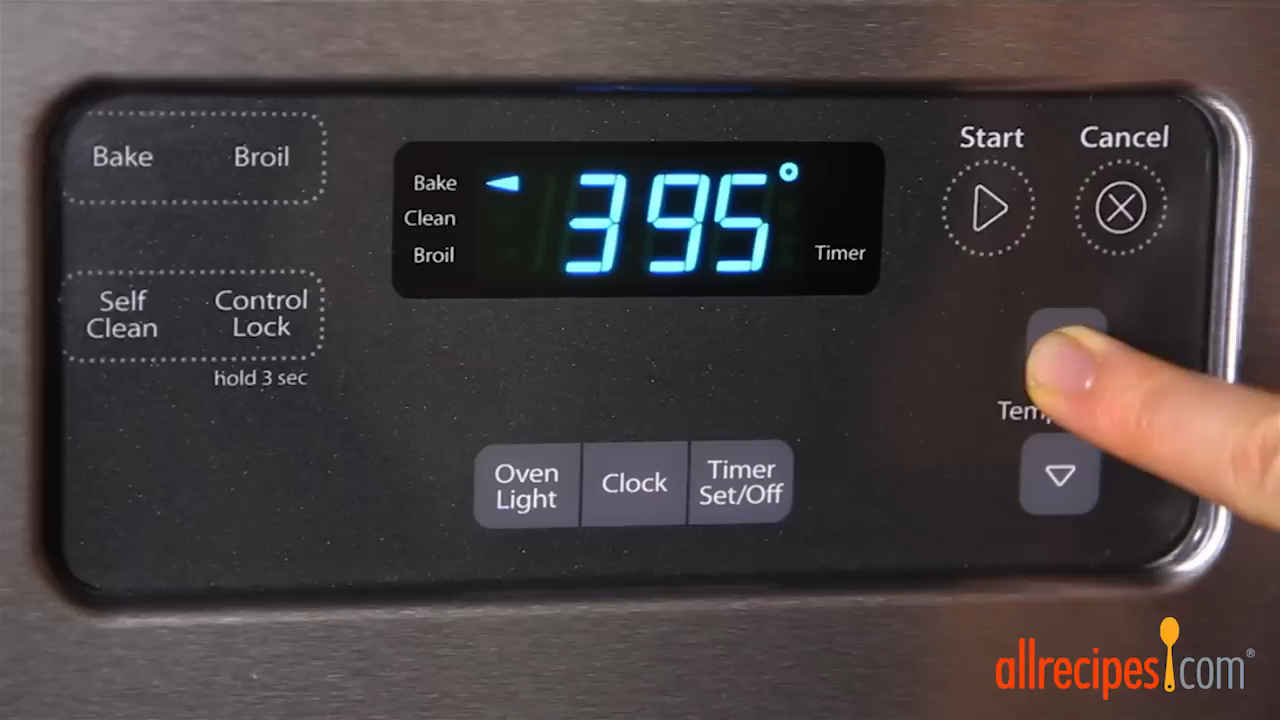 Bake Broil
Self Clean
Control Lock
hold 3 sec
Bake
Clean
Broil
395°
Timer
Start Cancel
Oven Light
Clock
Timer Set/Off
allrecipes.com®